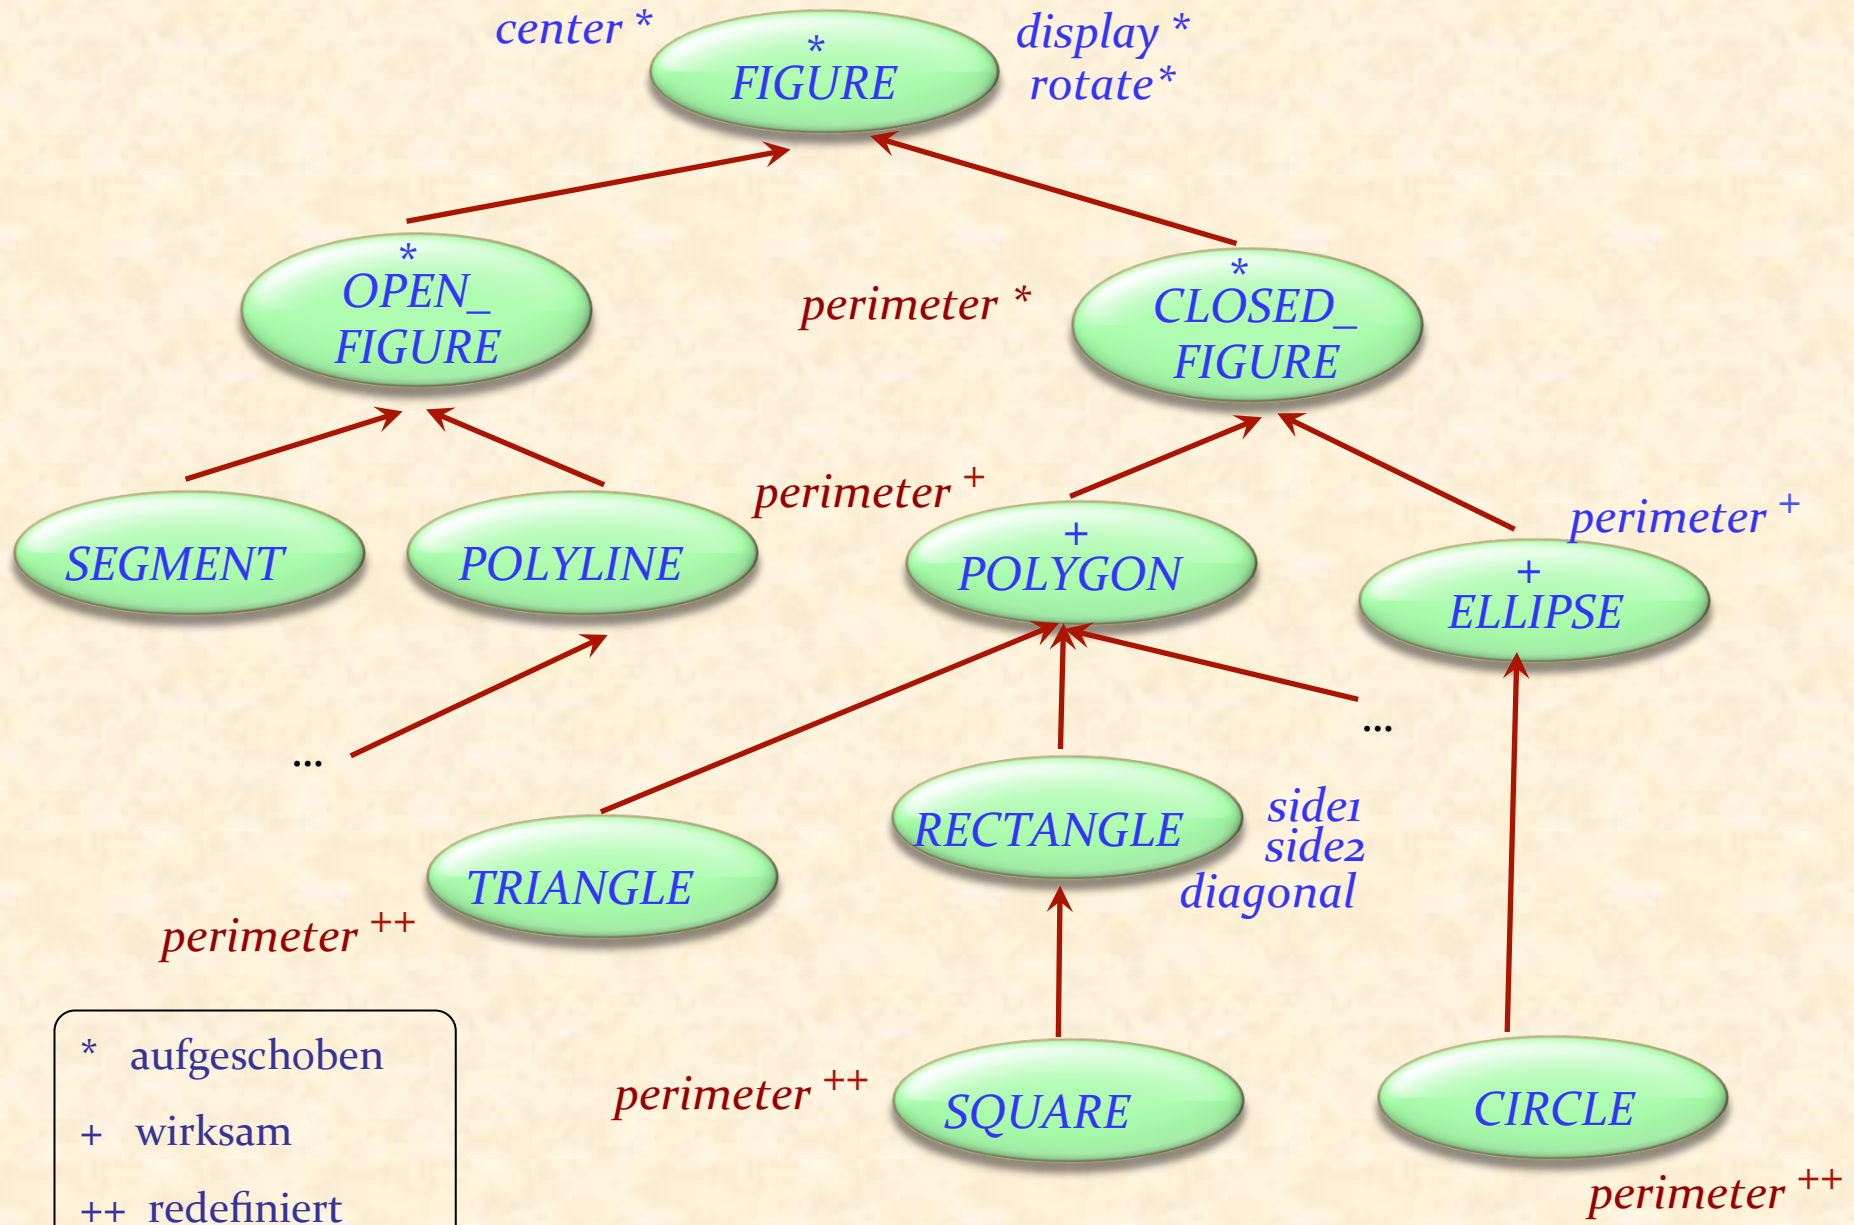 center *
*
FIGURE
display *
rotate*
*
OPEN_
FIGURE
perimeter *
*
CLOSED_
FIGURE
SEGMENT
POLYLINE
perimeter +
+
POLYGON
perimeter +
+
ELLIPSE
...
...
TRIANGLE
perimeter ++
RECTANGLE
side1
side2
diagonal
perimeter ++
SQUARE
CIRCLE
perimeter ++
* aufgeschoben
+ wirksam
++ redefiniert